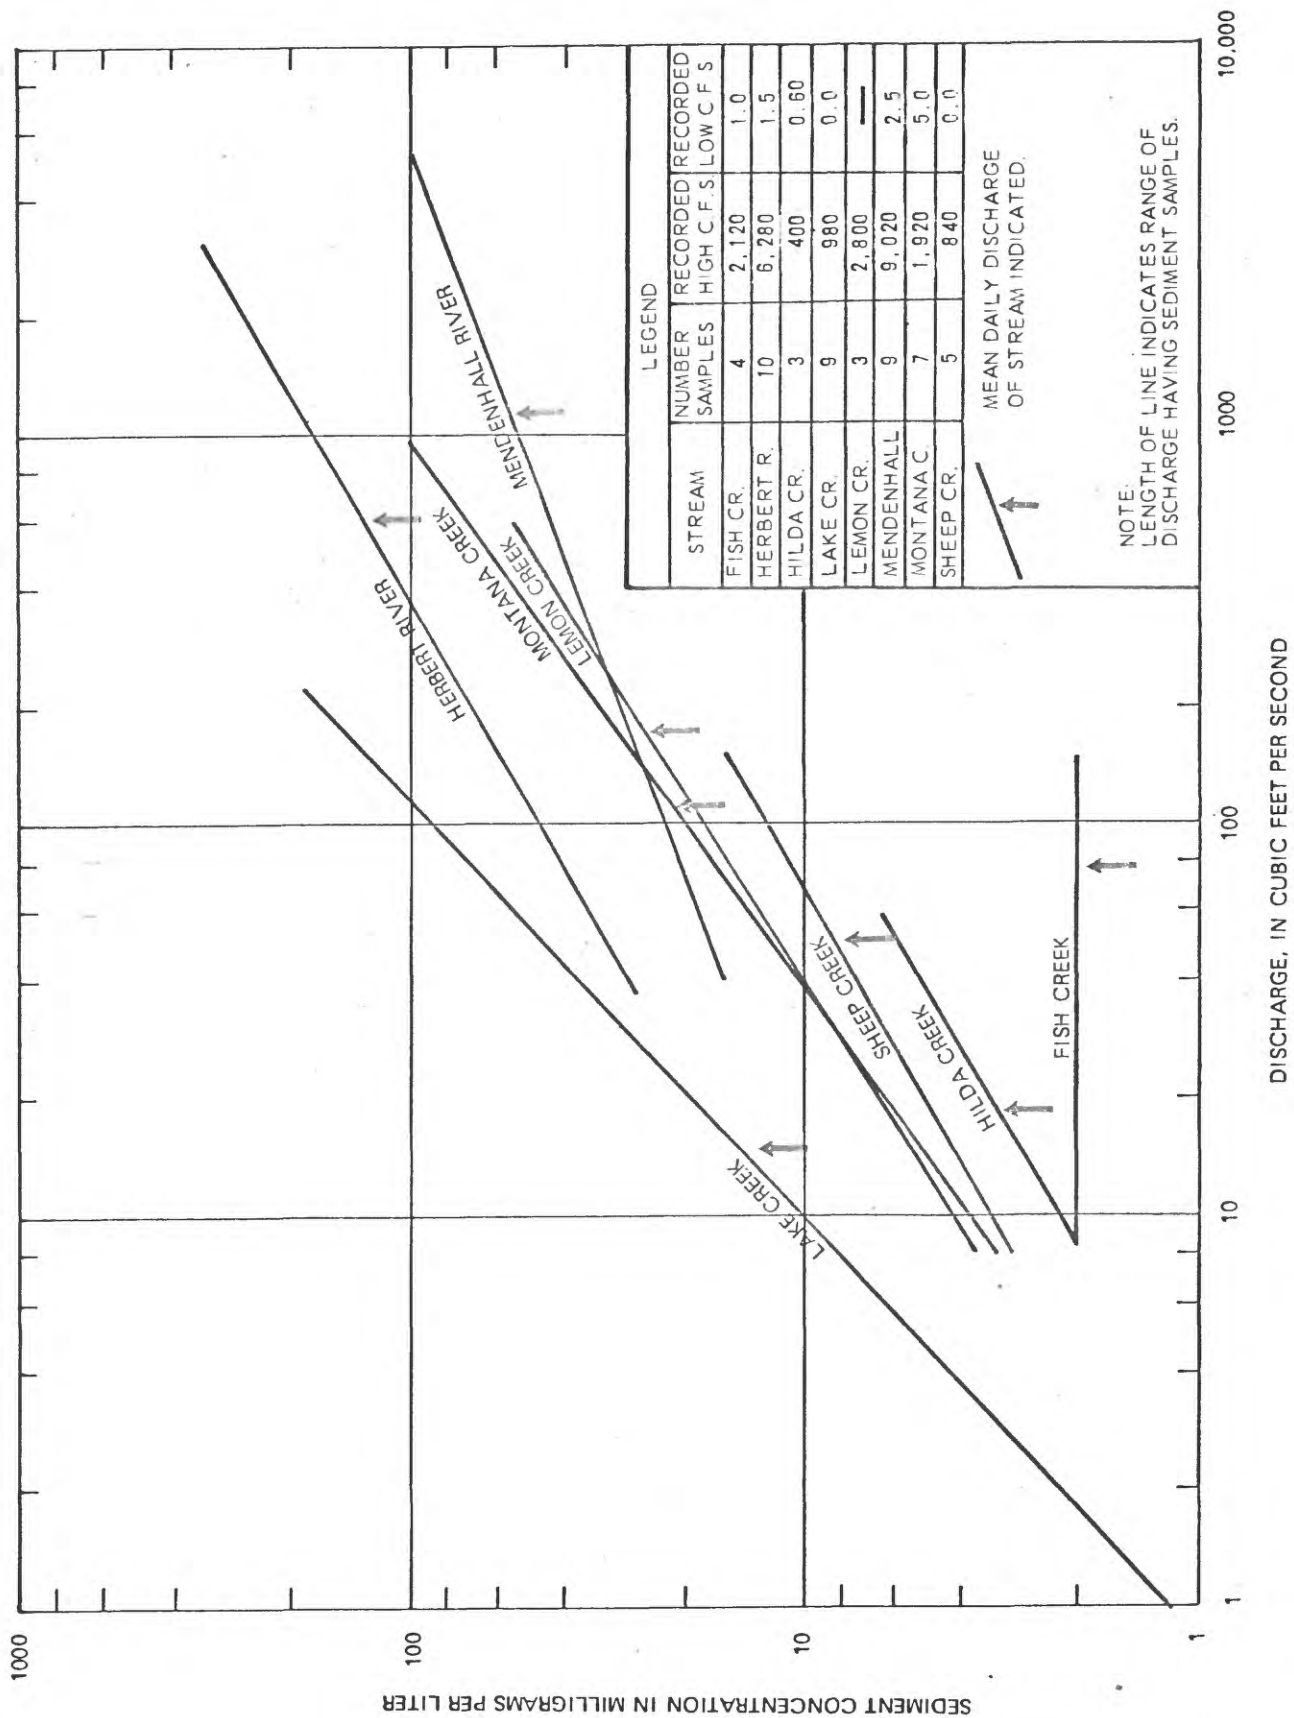 SEDIMENT CONCENTRATION IN MILLIGRAMS PER LITER
1000
100
10
1
1
10
100
1000
10,000
DISCHARGE, IN CUBIC FEET PER SECOND
LAKE CREEK
HERBERT RIVER
MONTANA CREEK
LEMON CREEK
MENDENHALL RIVER
SHEEP CREEK
HILDA CREEK
FISH CREEK
LEGEND
STREAM NUMBER SAMPLES RECORDED HIGH C.F.S. RECORDED LOW C F S
FISH CR. 4 2,120 1.0
HERBERT R. 10 6,280 1.5
HILDA CR. 3 400 0.60
LAKE CR. 9 980 0.0
LEMON CR. 3 2,800 —
MENDENHALL 9 9,020 2.5
MONTANA C. 7 1,920 5.0
SHEEP CR. 5 840 0.0
MEAN DAILY DISCHARGE
OF STREAM INDICATED.
NOTE:
LENGTH OF LINE INDICATES RANGE OF
DISCHARGE HAVING SEDIMENT SAMPLES.